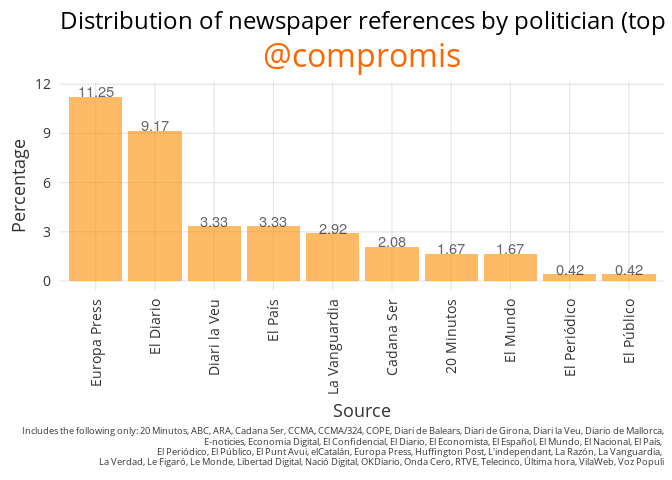 Distribution of newspaper references by politician (top
@compromis
Percentage
12
9
6
3
0
11.25
9.17
3.33
3.33
2.92
2.08
1.67
1.67
0.42
0.42
Europa Press
El Diario
Diari la Veu
El País
La Vanguardia
Cadana Ser
20 Minutos
El Mundo
El Periódico
El Público
Source
Includes the following only: 20 Minutos, ABC, ARA, Cadana Ser, CCMA, CCMA/324, COPE, Diari de Balears, Diari de Girona, Diari la Veu, Diario de Mallorca,
E-noticies, Economia Digital, El Confidencial, El Diario, El Economista, El Español, El Mundo, El Nacional, El País,
El Periódico, El Público, El Punt Avui, elCatalán, Europa Press, Huffington Post, L'independant, La Razón, La Vanguardia,
La Verdad, Le Figaró, Le Monde, Libertad Digital, Nació Digital, OKDiario, Onda Cero, RTVE, Telecinco, Última hora, VilaWeb, Voz Populi